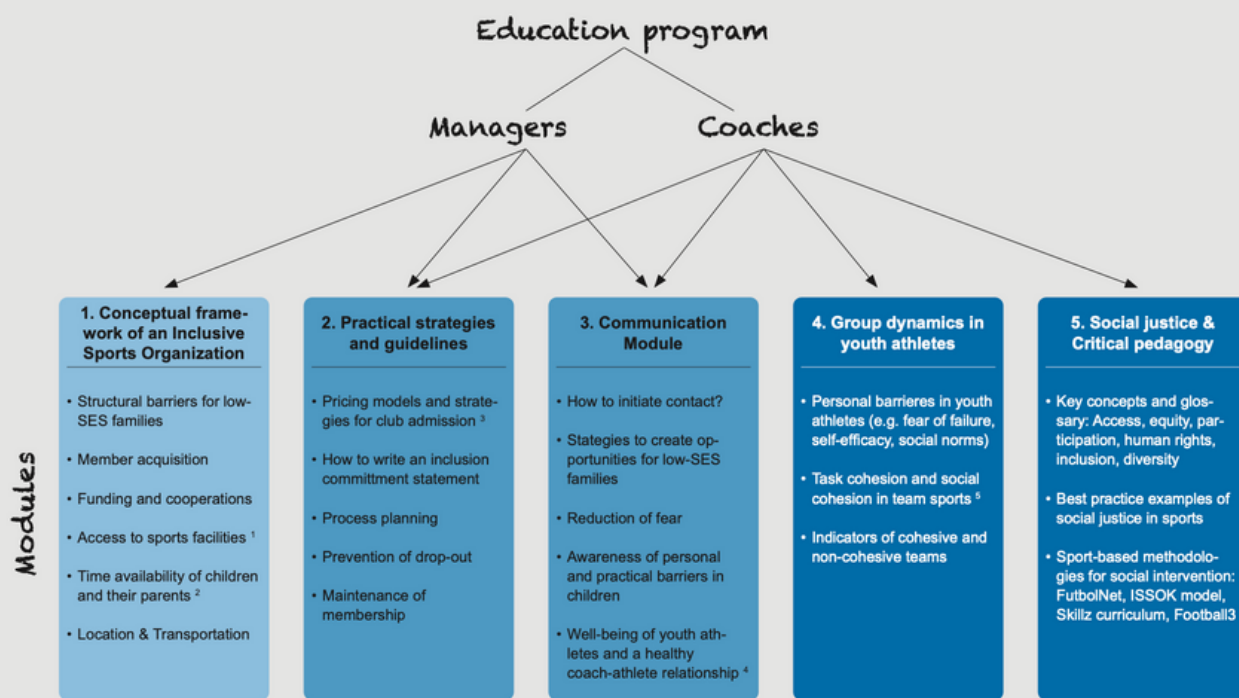 Education program
Managers
Coaches
Modules
1. Conceptual frame-
work of an Inclusive
Sports Organization
• Structural barriers for low-
SES families
• Member acquisition
• Funding and cooperations
• Access to sports facilities ¹
• Time availability of children
and their parents ²
• Location & Transportation
2. Practical strategies
and guidelines
• Pricing models and strate-
gies for club admission ³
• How to write an inclusion
committment statement
• Process planning
• Prevention of drop-out
• Maintenance of
membership
3. Communication
Module
• How to initiate contact?
• Stategies to create op-
portunities for low-SES
families
• Reduction of fear
• Awareness of personal
and practical barriers in
children
• Well-being of youth ath-
letes and a healthy
coach-athlete relationship ⁴
4. Group dynamics in
youth athletes
• Personal barrieres in youth
athletes (e.g. fear of failure,
self-efficacy, social norms)
• Task cohesion and social
cohesion in team sports ⁵
• Indicators of cohesive and
non-cohesive teams
5. Social justice &
Critical pedagogy
• Key concepts and glos-
sary: Access, equity, par-
ticipation, human rights,
inclusion, diversity
• Best practice examples of
social justice in sports
• Sport-based methodolo-
gies for social intervention:
FutbolNet, ISSOK model,
Skillz curriculum, Football3